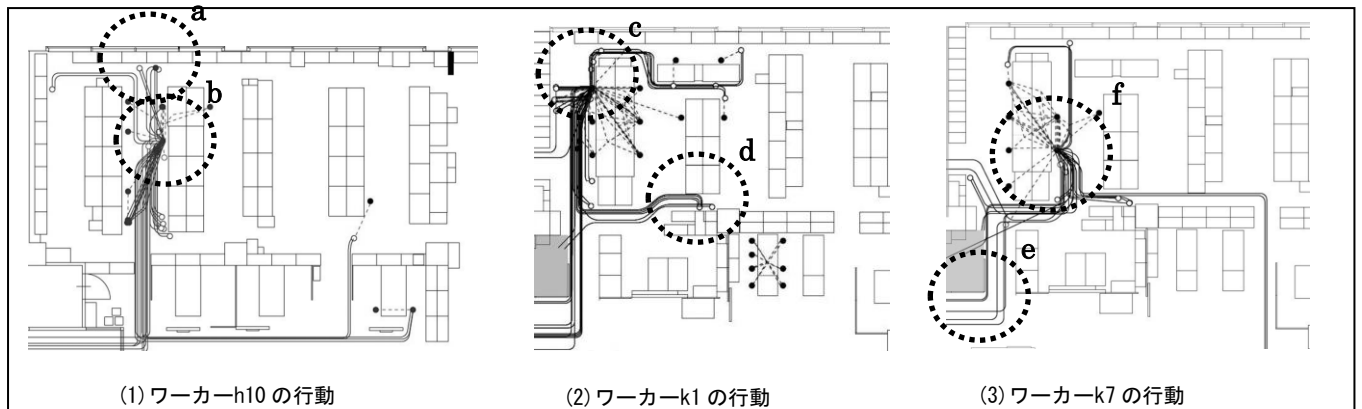 a
b
c
d
e
f
(1)ワーカーh10 の行動
(2)ワーカーk1 の行動
(3)ワーカーk7 の行動